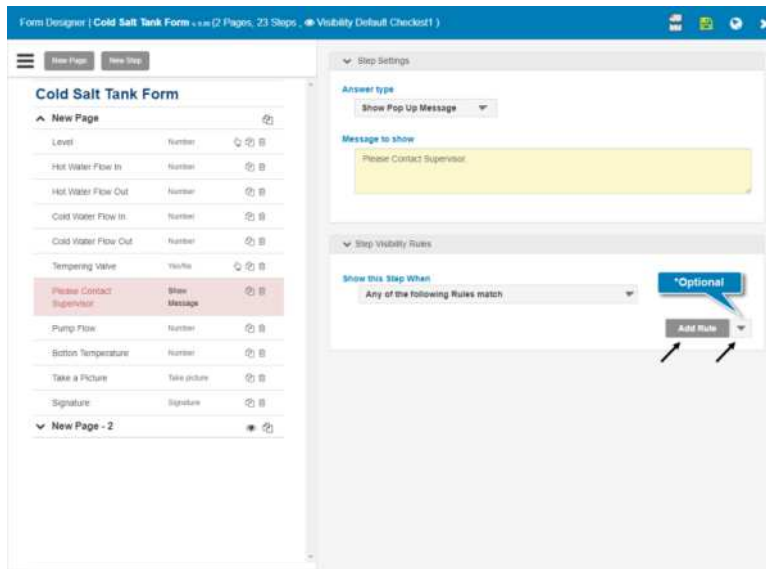 Form Designer | Cold Salt Tank Form v. 9.00 (2 Pages, 23 Steps , Visibility Default Checklist1 )
New Page New Step
Cold Salt Tank Form
New Page
Level Number
Hot Water Flow In Number
Hot Water Flow Out Number
Cold Water Flow In Number
Cold Water Flow Out Number
Tempering Valve Yes/No
Please Contact Show
Supervisor. Message
Pump Flow Number
Botton Temperature Number
Take a Picture Take picture
Signature Signature
New Page - 2
Step Settings
Answer type
Show Pop Up Message
Message to show
Please Contact Supervisor.
Step Visibility Rules
Show this Step When
Any of the following Rules match
*Optional
Add Rule